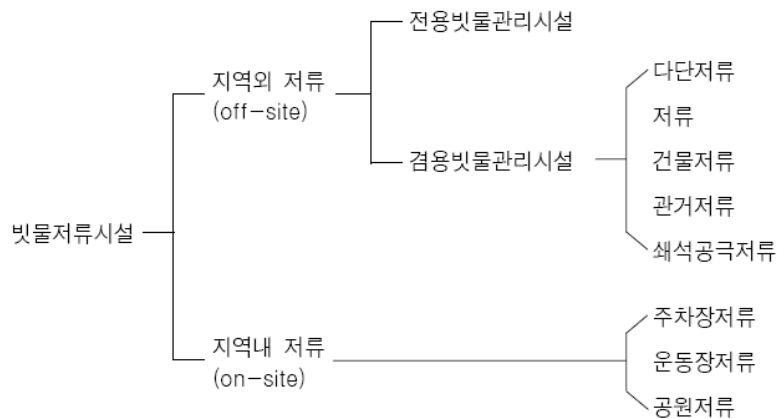 빗물저류시설
지역외 저류
(off-site)
전용빗물관리시설
겸용빗물관리시설
다단저류
저류
건물저류
관거저류
쇄석공극저류
지역내 저류
(on-site)
주차장저류
운동장저류
공원저류